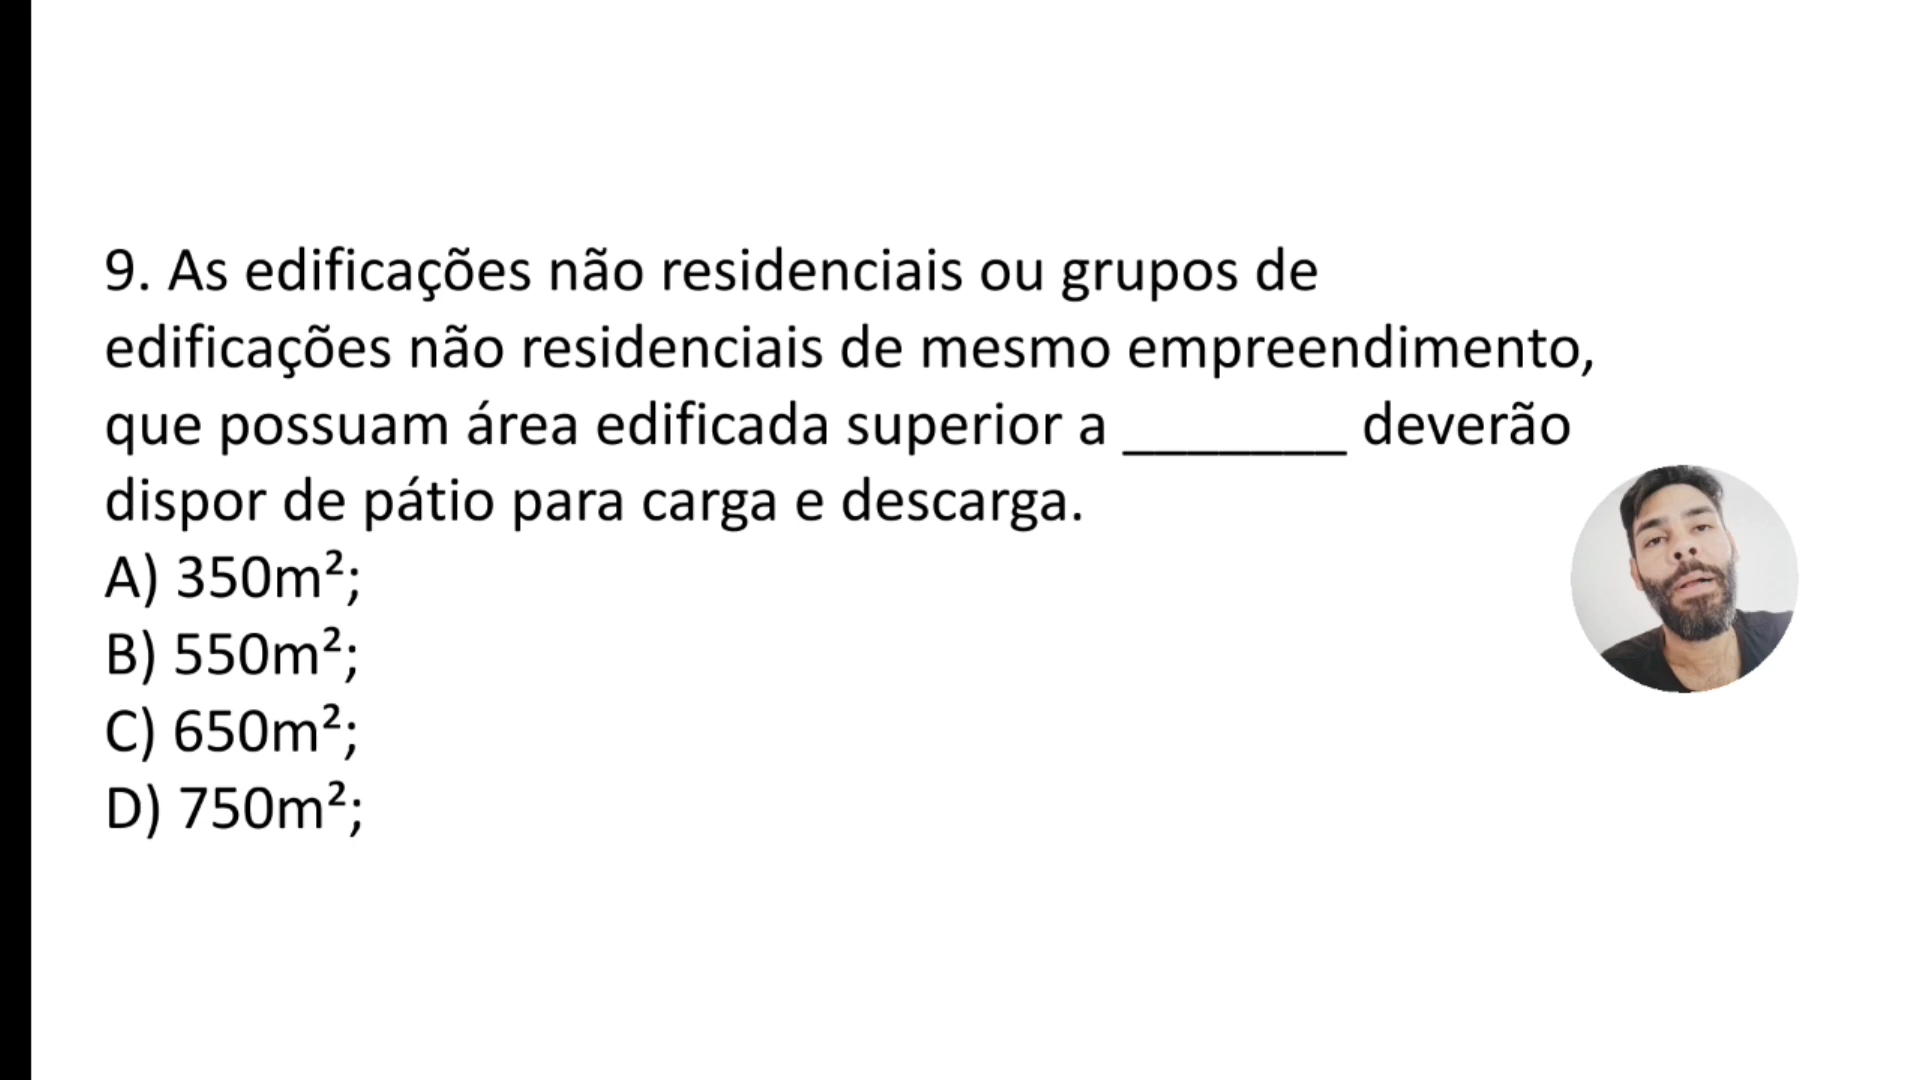 9. As edificações não residenciais ou grupos de
edificações não residenciais de mesmo empreendimento,
que possuam área edificada superior a _______ deverão
dispor de pátio para carga e descarga.
A) 350m²;
B) 550m²;
C) 650m²;
D) 750m²;